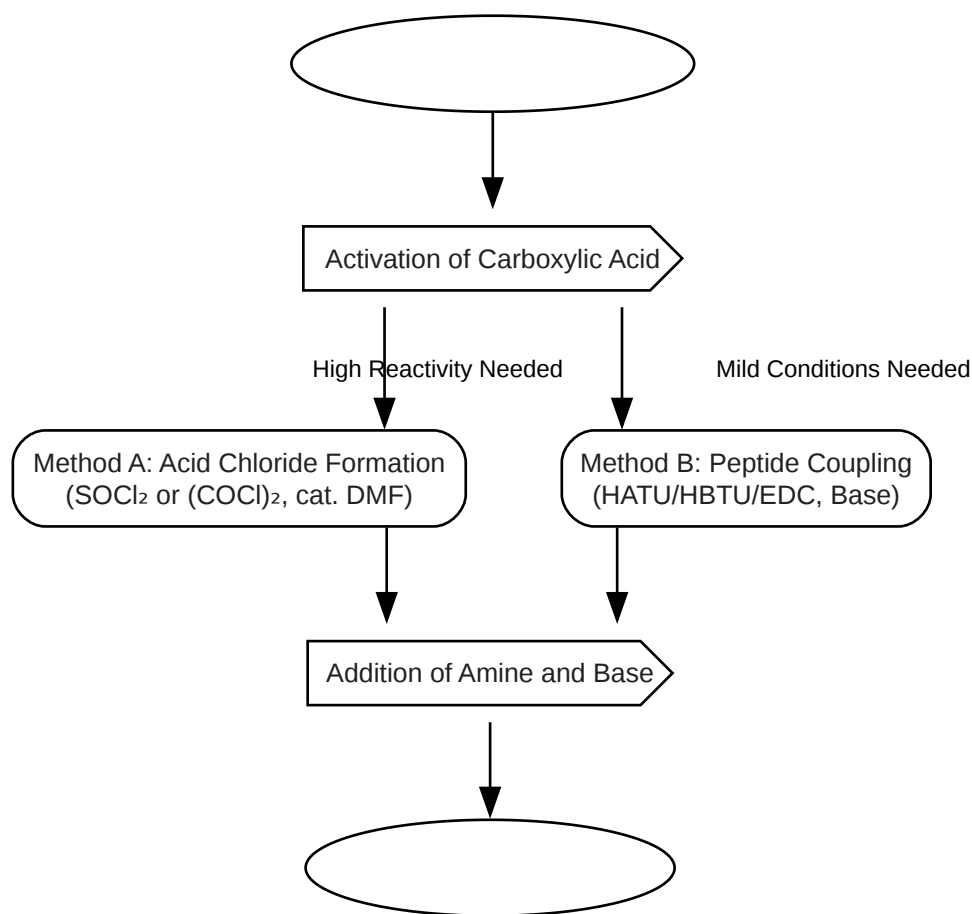 Activation of Carboxylic Acid
High Reactivity Needed
Mild Conditions Needed
Method A: Acid Chloride Formation
(SOCl₂ or (COCl)₂, cat. DMF)
Method B: Peptide Coupling
(HATU/HBTU/EDC, Base)
Addition of Amine and Base